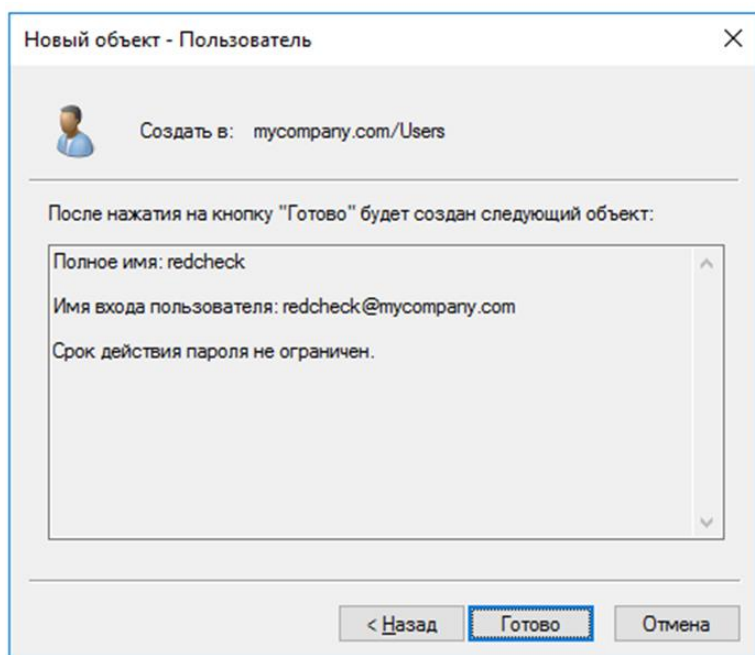 Новый объект - Пользователь
Создать в: mycompany.com/Users
После нажатия на кнопку "Готово" будет создан следующий объект:
Полное имя: redcheck
Имя входа пользователя: redcheck@mycompany.com
Срок действия пароля не ограничен.
< Назад Готово Отмена